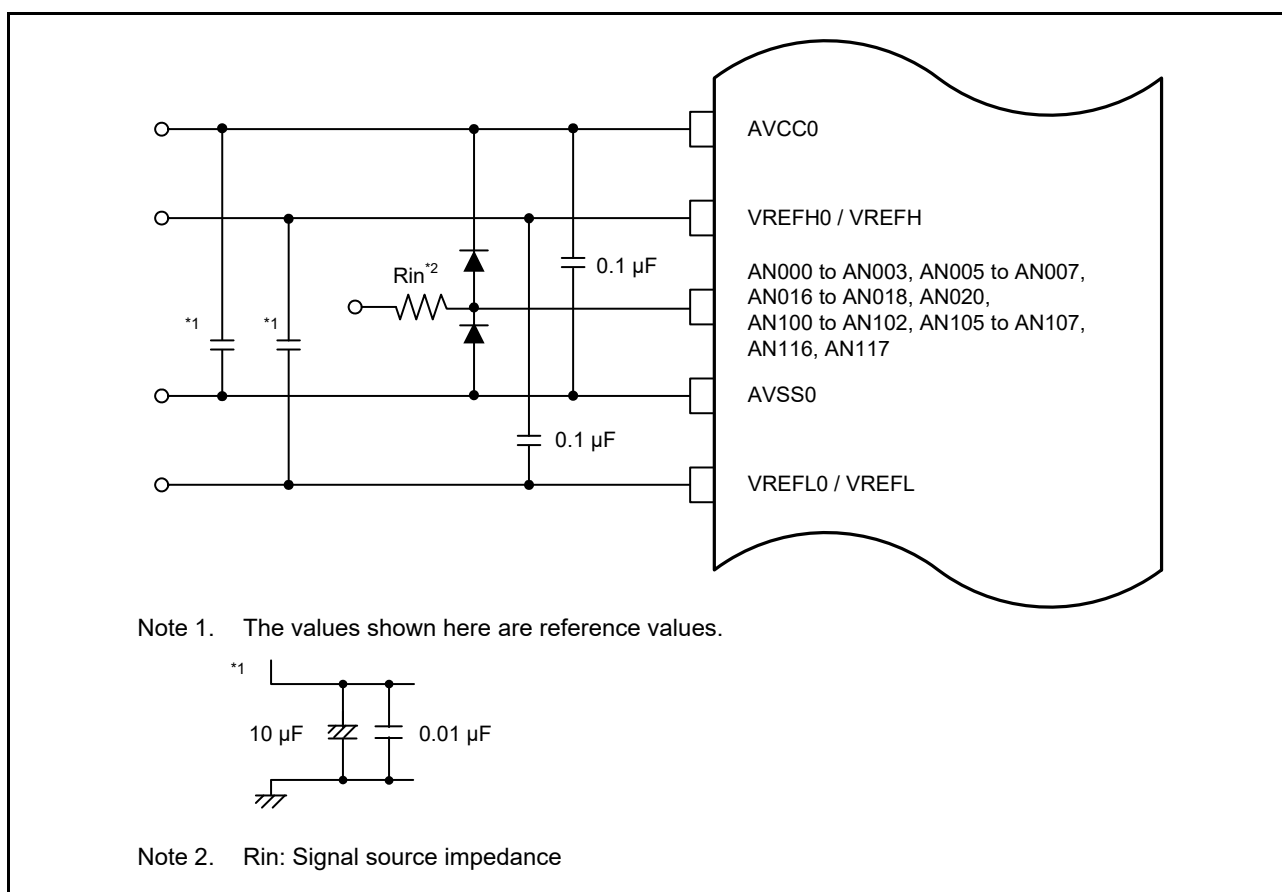 AVCC0
VREFH0 / VREFH
Rin*2
0.1 µF
AN000 to AN003, AN005 to AN007,
AN016 to AN018, AN020,
AN100 to AN102, AN105 to AN107,
AN116, AN117
*1
*1
AVSS0
0.1 µF
VREFL0 / VREFL
Note 1. The values shown here are reference values.
*1
10 µF
0.01 µF
Note 2. Rin: Signal source impedance